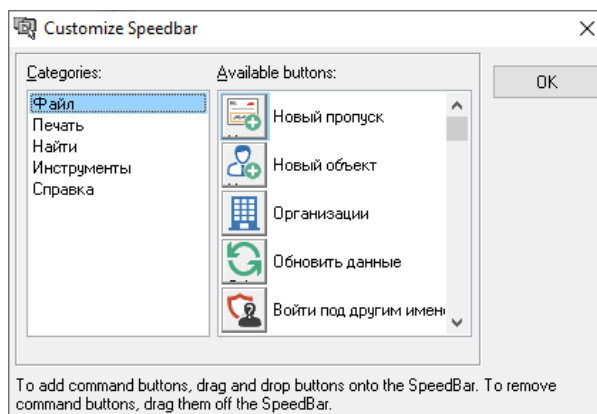 Customize Speedbar
Categories:
Available buttons:
OK
Файл
Печать
Найти
Инструменты
Справка
Новый пропуск
Новый объект
Организации
Обновить данные
Войти под другим имен
To add command buttons, drag and drop buttons onto the SpeedBar. To remove
command buttons, drag them off the SpeedBar.